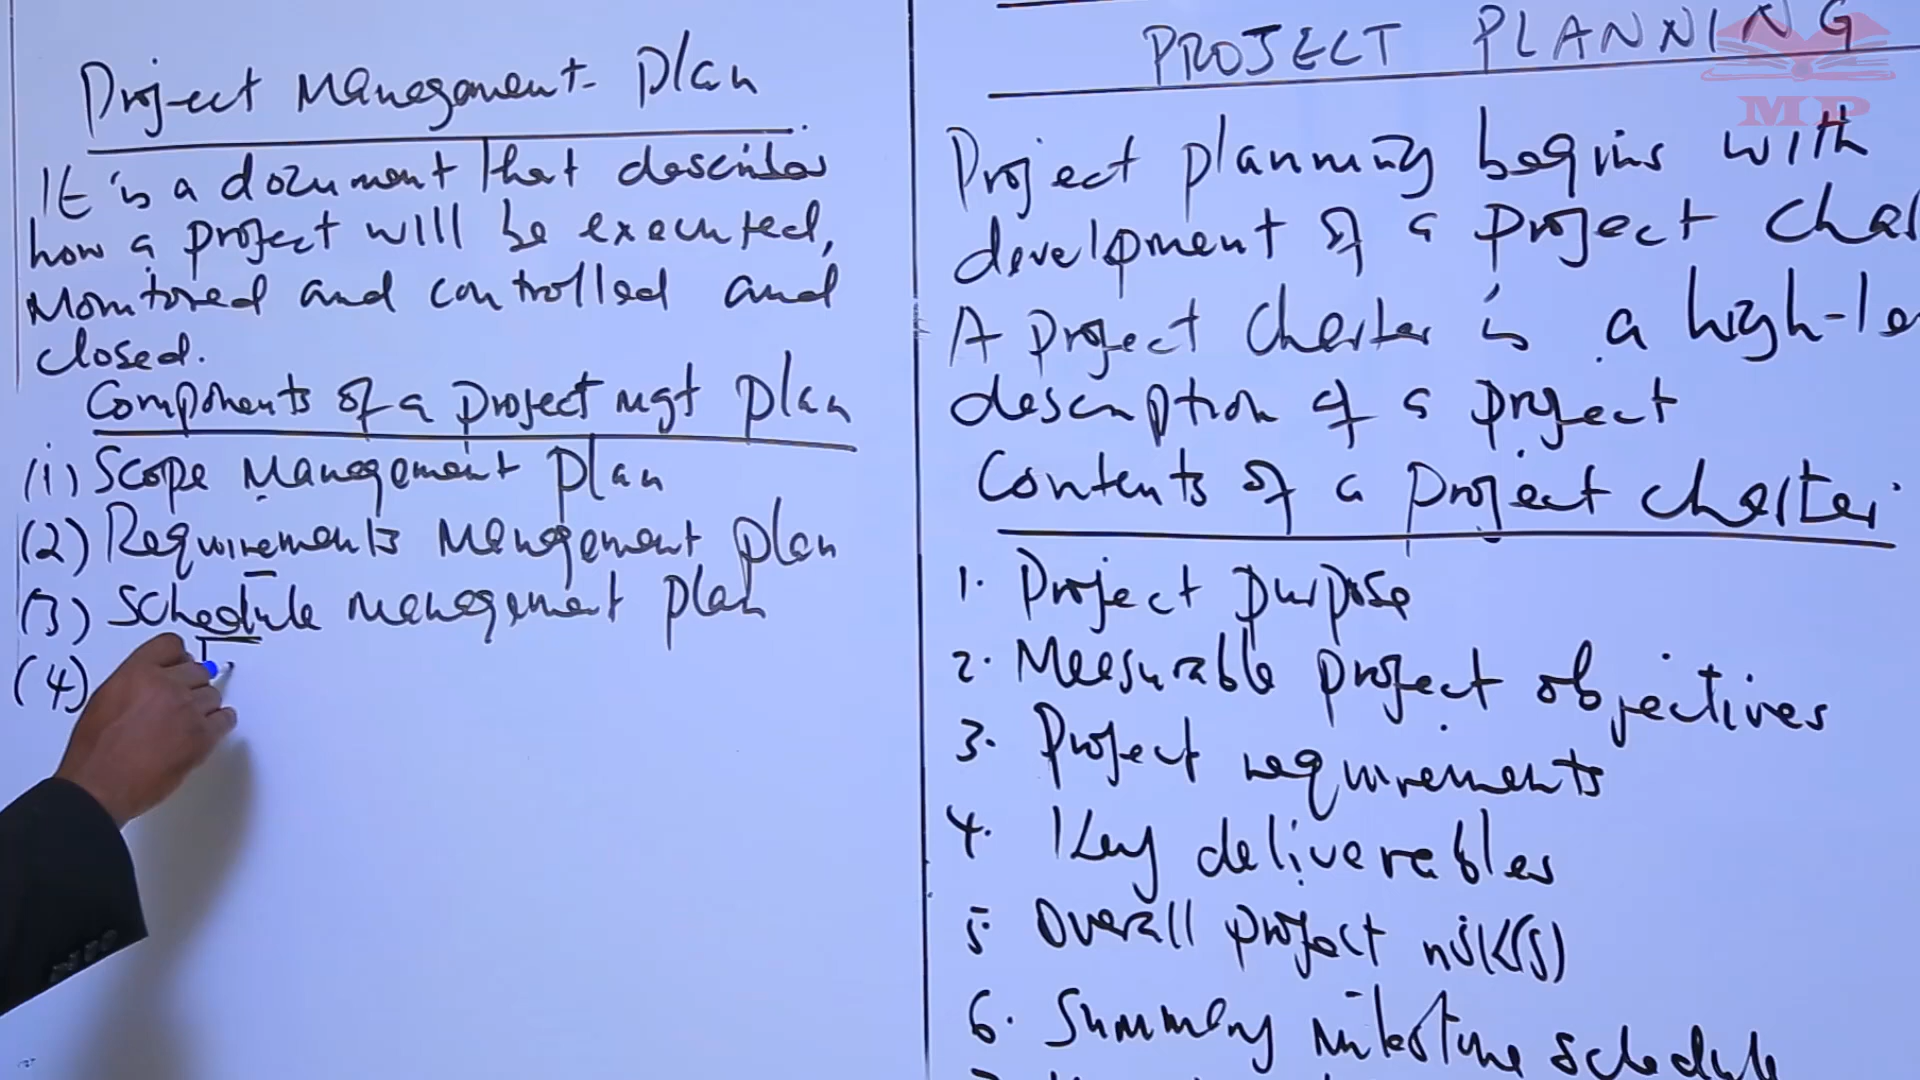 Project Management Plan
It is a document that describes
how a project will be executed,
Monitored and controlled and
closed.
Components of a project mgt plan
(1) Scope Management plan
(2) Requirements Management plan
(3) Schedule management plan
(4)
PROJECT PLANNING
MP
Project planning begins with
development of a project char
A project charter is a high-le
description of a project
Contents of a project charter
1. Project purpose
2. Measurable project objectives
3. Project requirements
4. Key deliverables
5. Overall project risk(s)
6. Summary milestone schedule